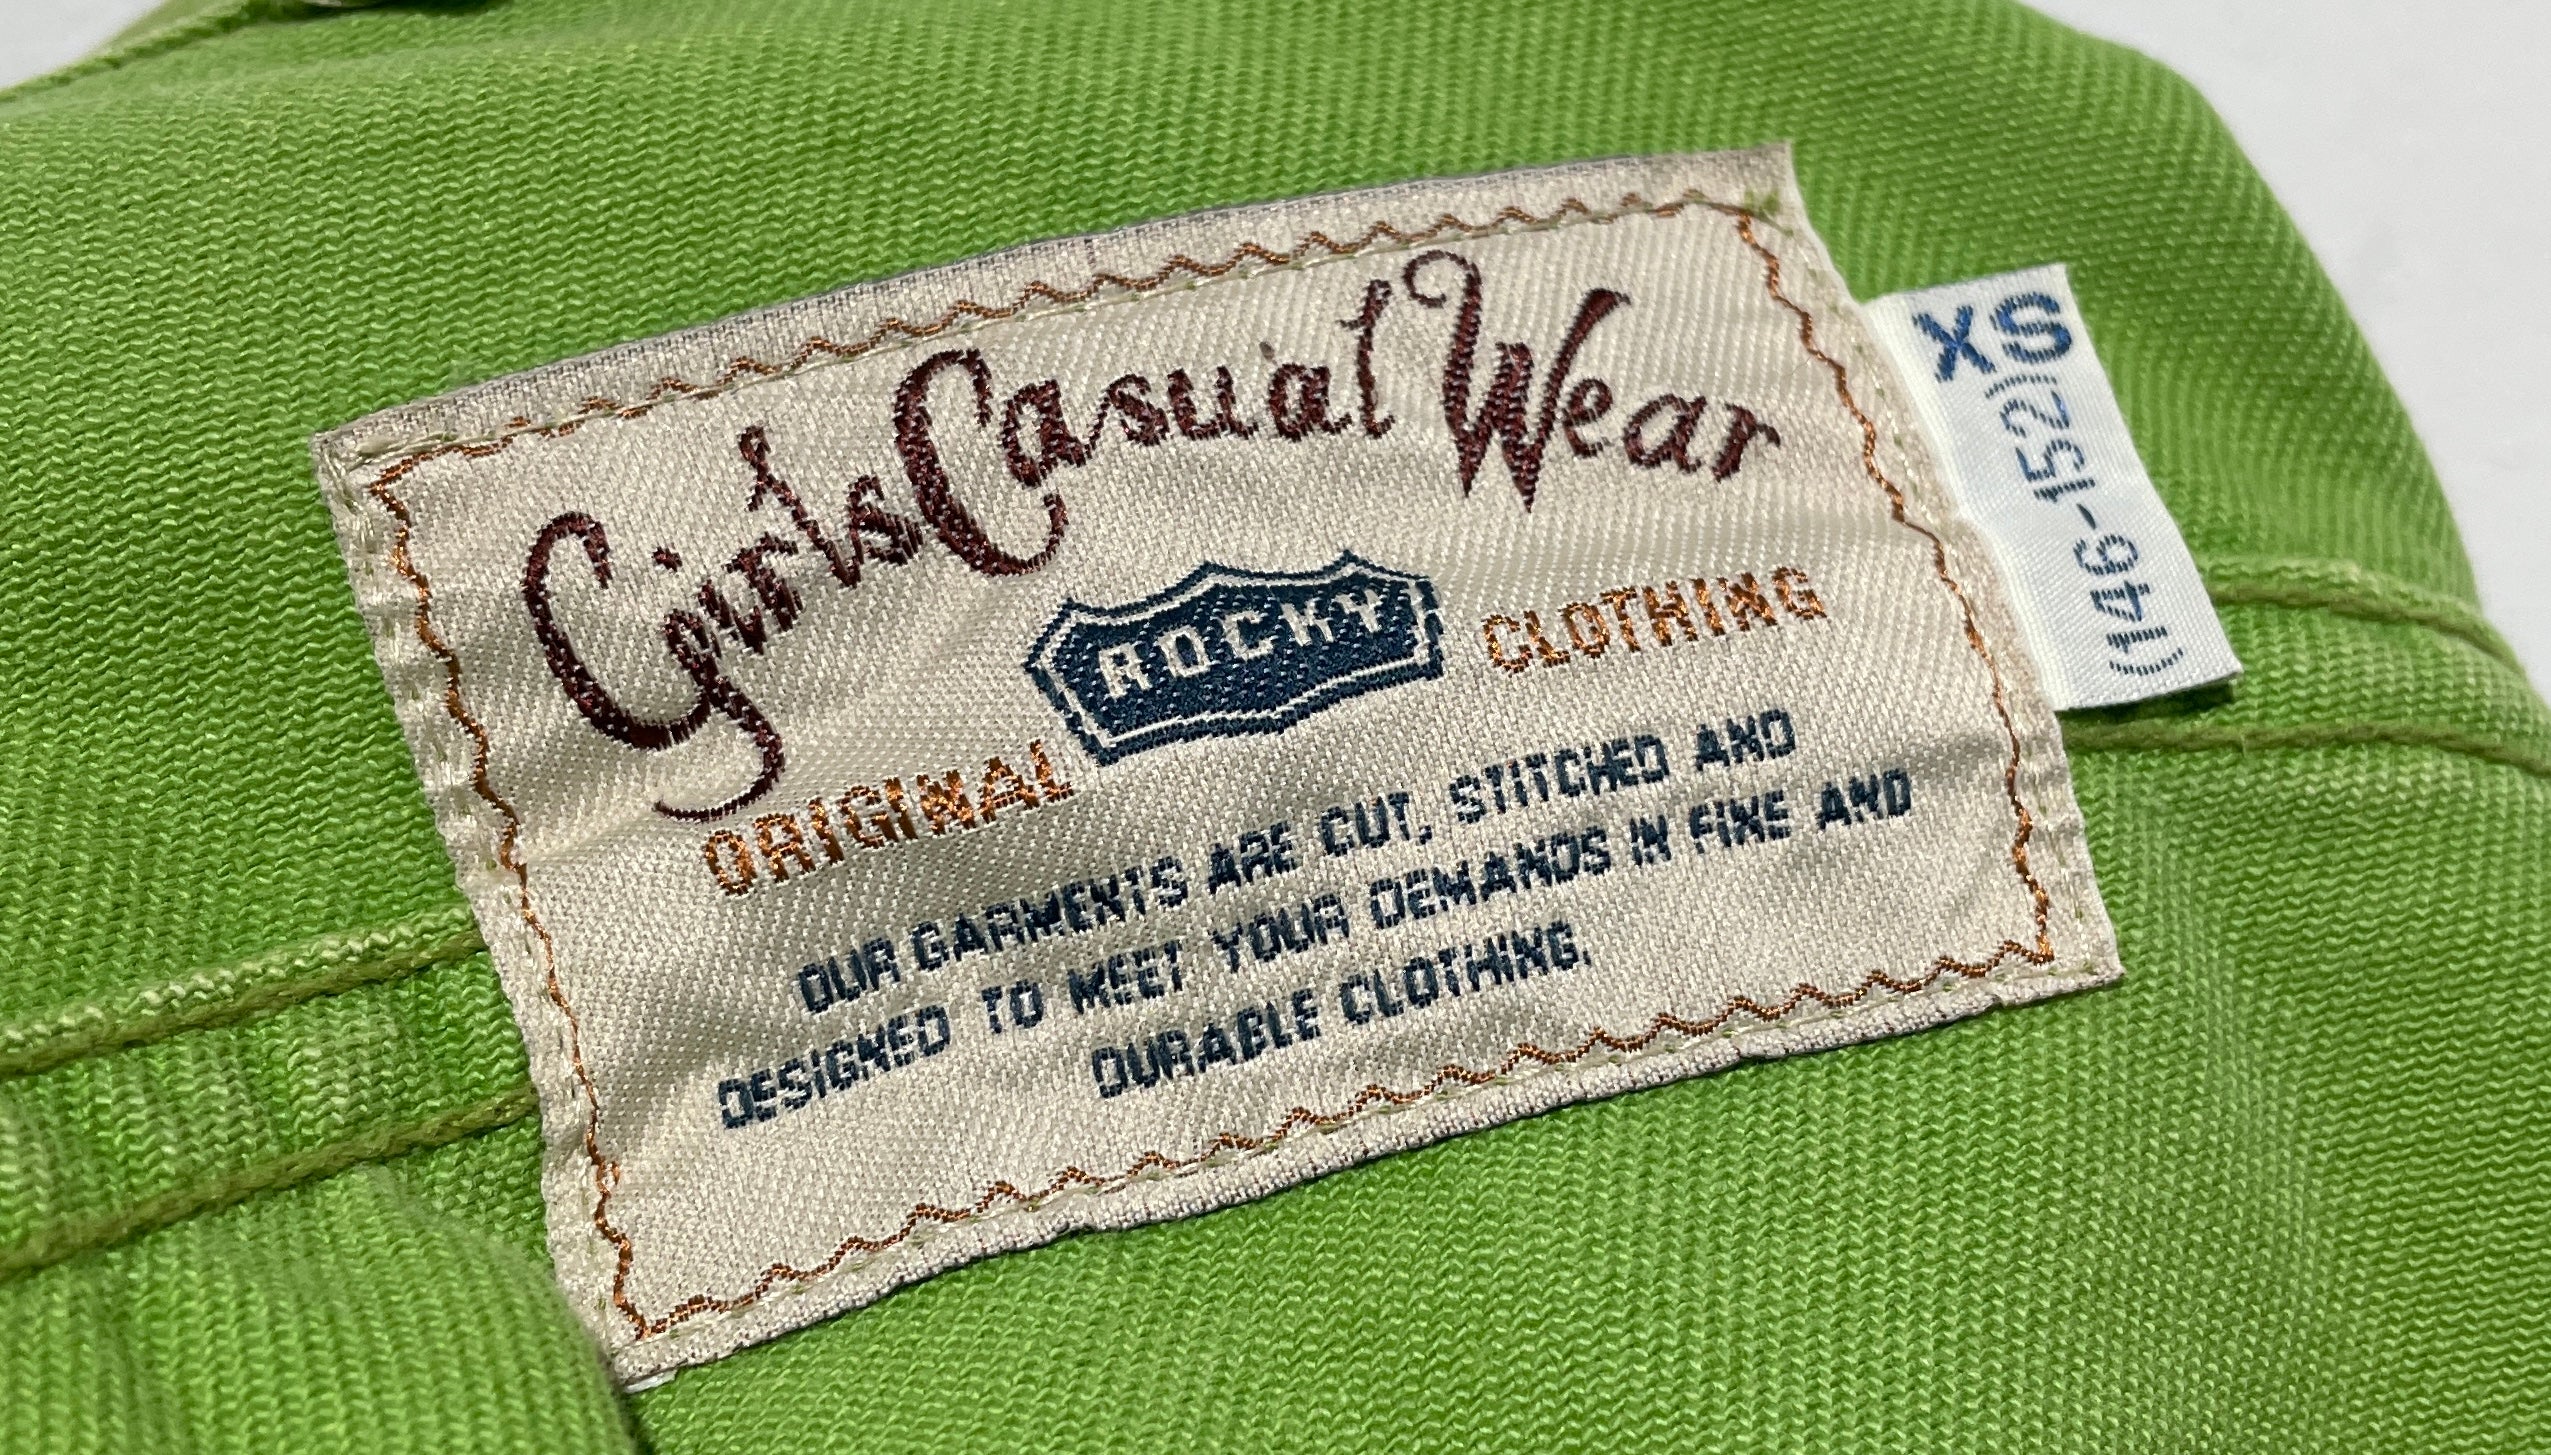 Girls Casual Wear
ORIGINAL ROCKY CLOTHING
OUR GARMENTS ARE CUT, STITCHED AND
DESIGNED TO MEET YOUR DEMANDS IN FINE AND
DURABLE CLOTHING.
XS
(146-152)